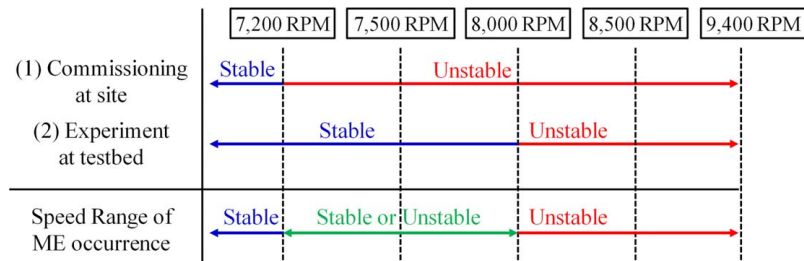 7,200 RPM 7,500 RPM 8,000 RPM 8,500 RPM 9,400 RPM
(1) Commissioning at site
Stable Unstable
(2) Experiment at testbed
Stable Unstable
Speed Range of ME occurrence
Stable Stable or Unstable Unstable